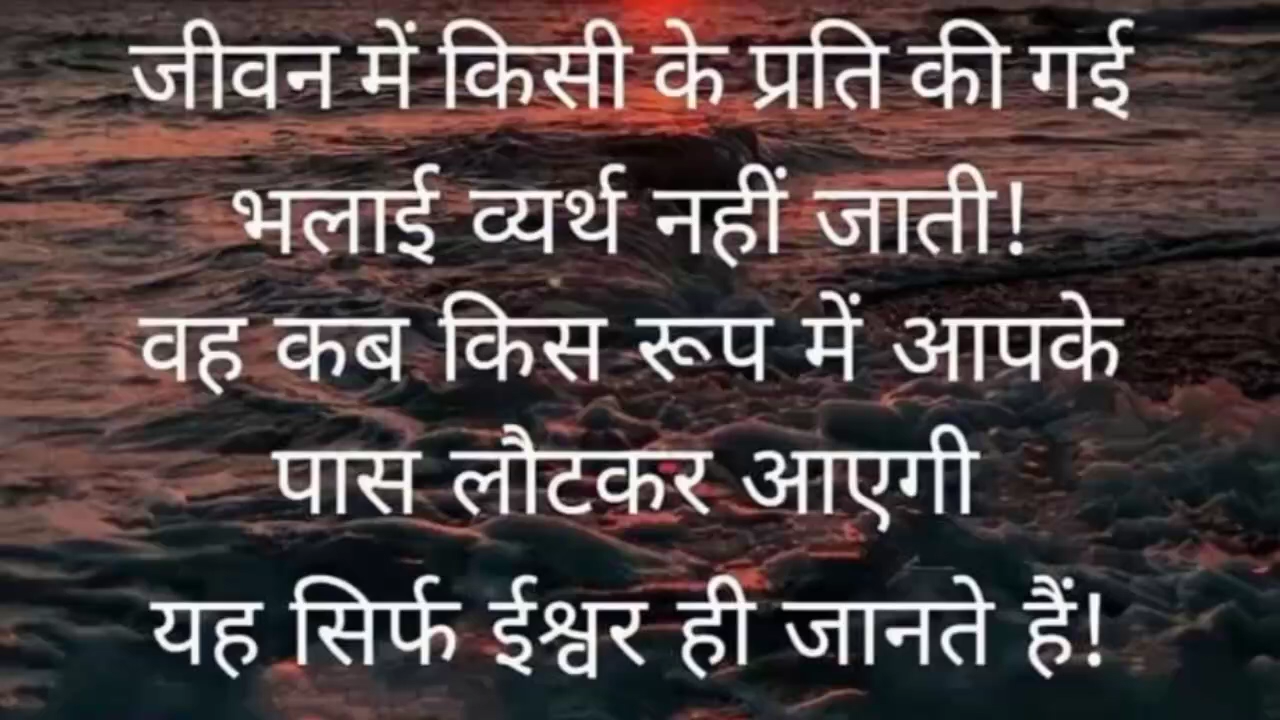 जीवन में किसी के प्रति की गई
भलाई व्यर्थ नहीं जाती!
वह कब किस रूप में आपके
पास लौटकर आएगी
यह सिर्फ ईश्वर ही जानते हैं!